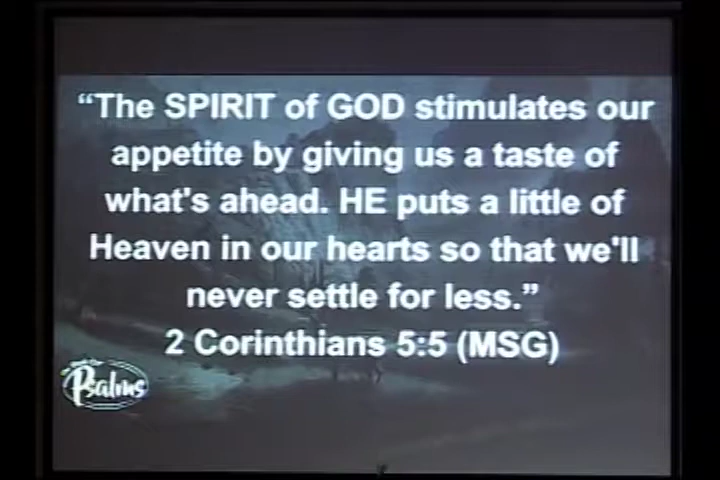 “The SPIRIT of GOD stimulates our
appetite by giving us a taste of
what's ahead. HE puts a little of
Heaven in our hearts so that we'll
never settle for less.”
2 Corinthians 5:5 (MSG)
Psalms